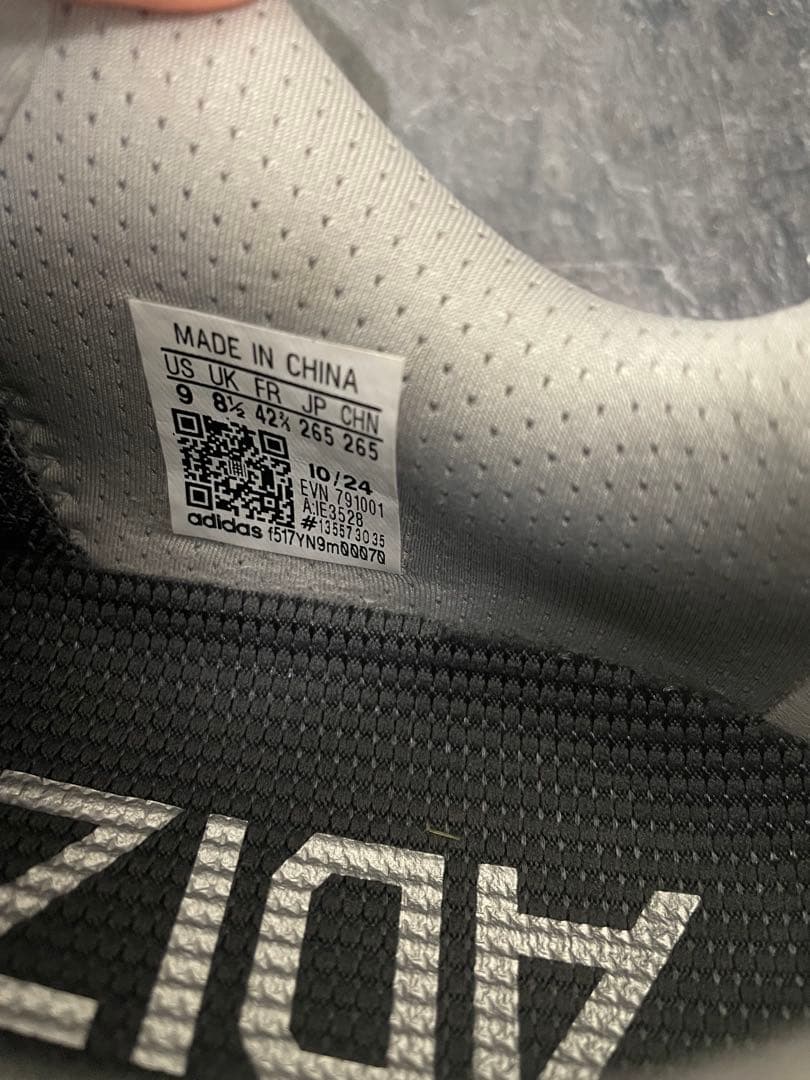 MADE IN CHINA
US UK FR JP CHN
9 8½ 42⅔ 265 265
10/24
EVN 791001
A:IE3528
#135573035
adidas f517YN9m00070
ADIZ